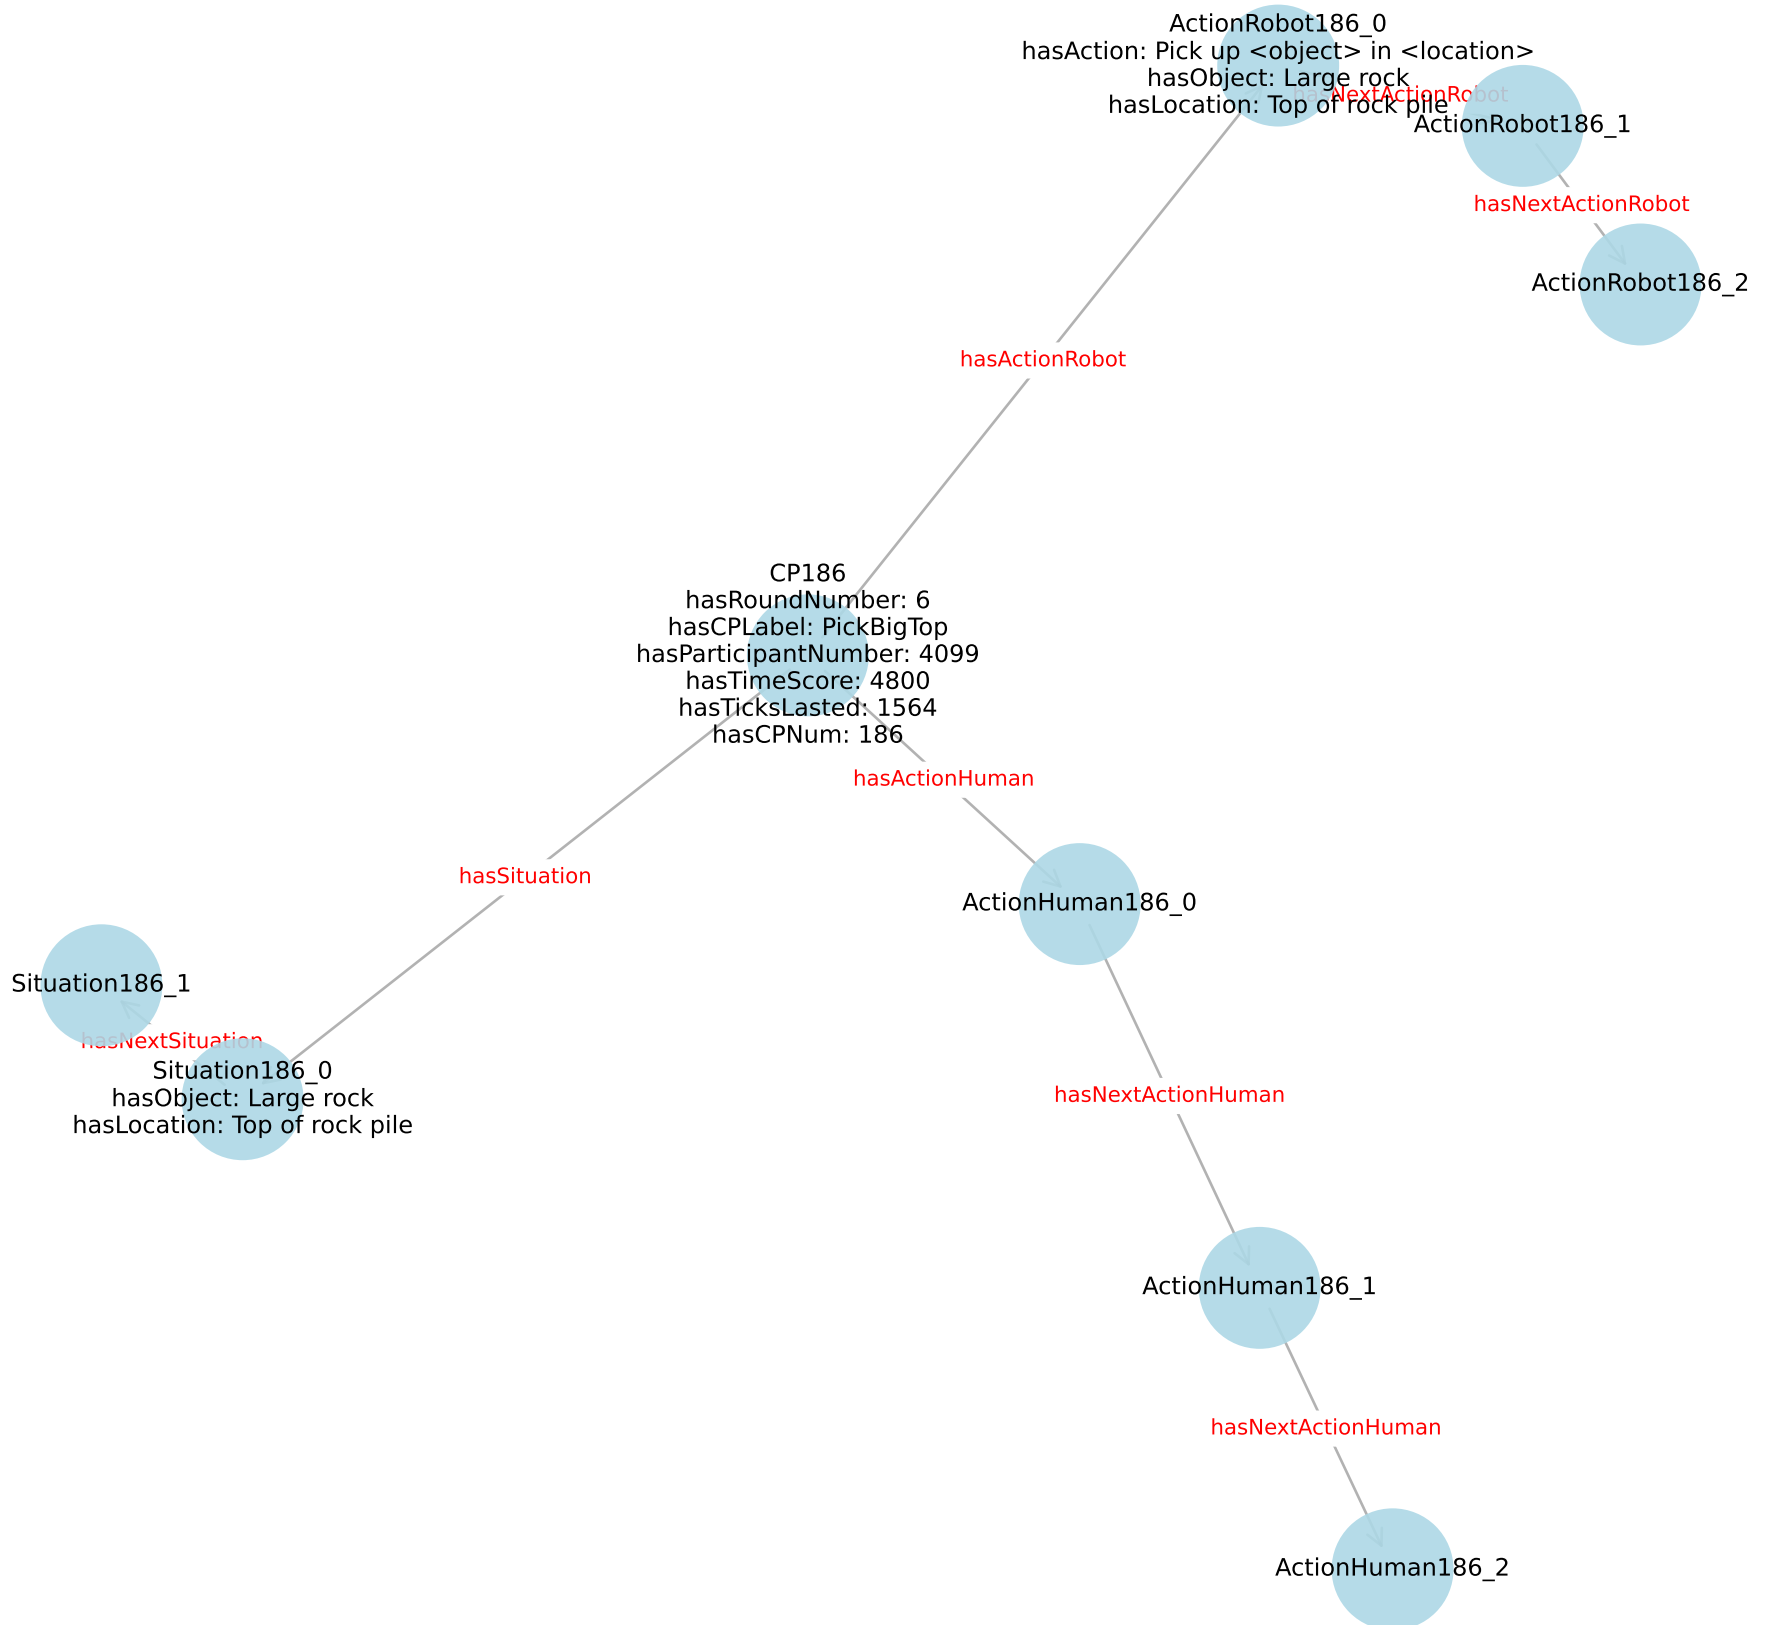 ActionRobot186_0
hasAction: Pick up <object> in <location>
hasObject: Large rock
hasLocation: Top of rock pile
hasNextActionRobot
ActionRobot186_1
hasNextActionRobot
ActionRobot186_2
hasActionRobot
CP186
hasRoundNumber: 6
hasCPLabel: PickBigTop
hasParticipantNumber: 4099
hasTimeScore: 4800
hasTicksLasted: 1564
hasCPNum: 186
hasActionHuman
hasSituation
ActionHuman186_0
Situation186_1
hasNextSituation
Situation186_0
hasObject: Large rock
hasLocation: Top of rock pile
hasNextActionHuman
ActionHuman186_1
hasNextActionHuman
ActionHuman186_2